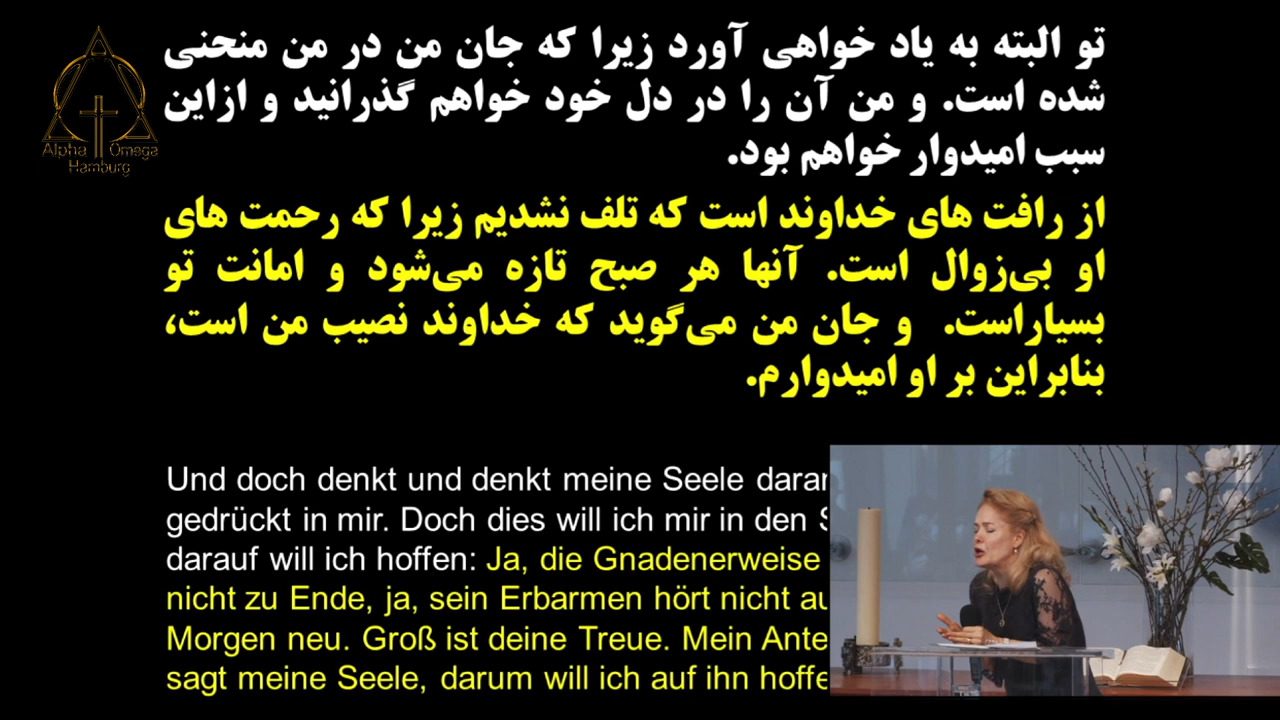 Alpha Omega
Hamburg
تو البته به یاد خواهی آورد زیرا که جان من در من منحنی
شده است. و من آن را در دل خود خواهم گذرانید و ازاین
سبب امیدوار خواهم بود.
از رافت های خداوند است که تلف نشدیم زیرا که رحمت های
او بی‌زوال است. آنها هر صبح تازه می‌شود و امانت تو
بسیاراست. و جان من می‌گوید که خداوند نصیب من است،
بنابراین بر او امیدوارم.
Und doch denkt und denkt meine Seele
gedrückt in mir. Doch dies will ich mir in den
darauf will ich hoffen: Ja, die Gnadenerweise
nicht zu Ende, ja, sein Erbarmen hört nicht
Morgen neu. Groß ist deine Treue. Mein
sagt meine Seele, darum will ich auf ihn